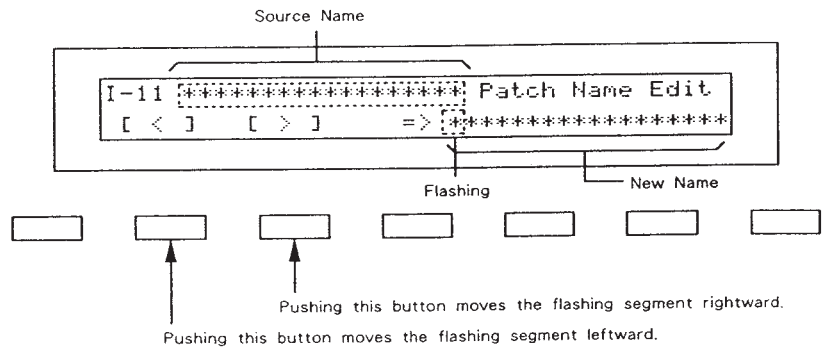 Source Name
I-11 ****************** Patch Name Edit
[ < ] [ > ] => ******************
Flashing
New Name
Pushing this button moves the flashing segment rightward.
Pushing this button moves the flashing segment leftward.